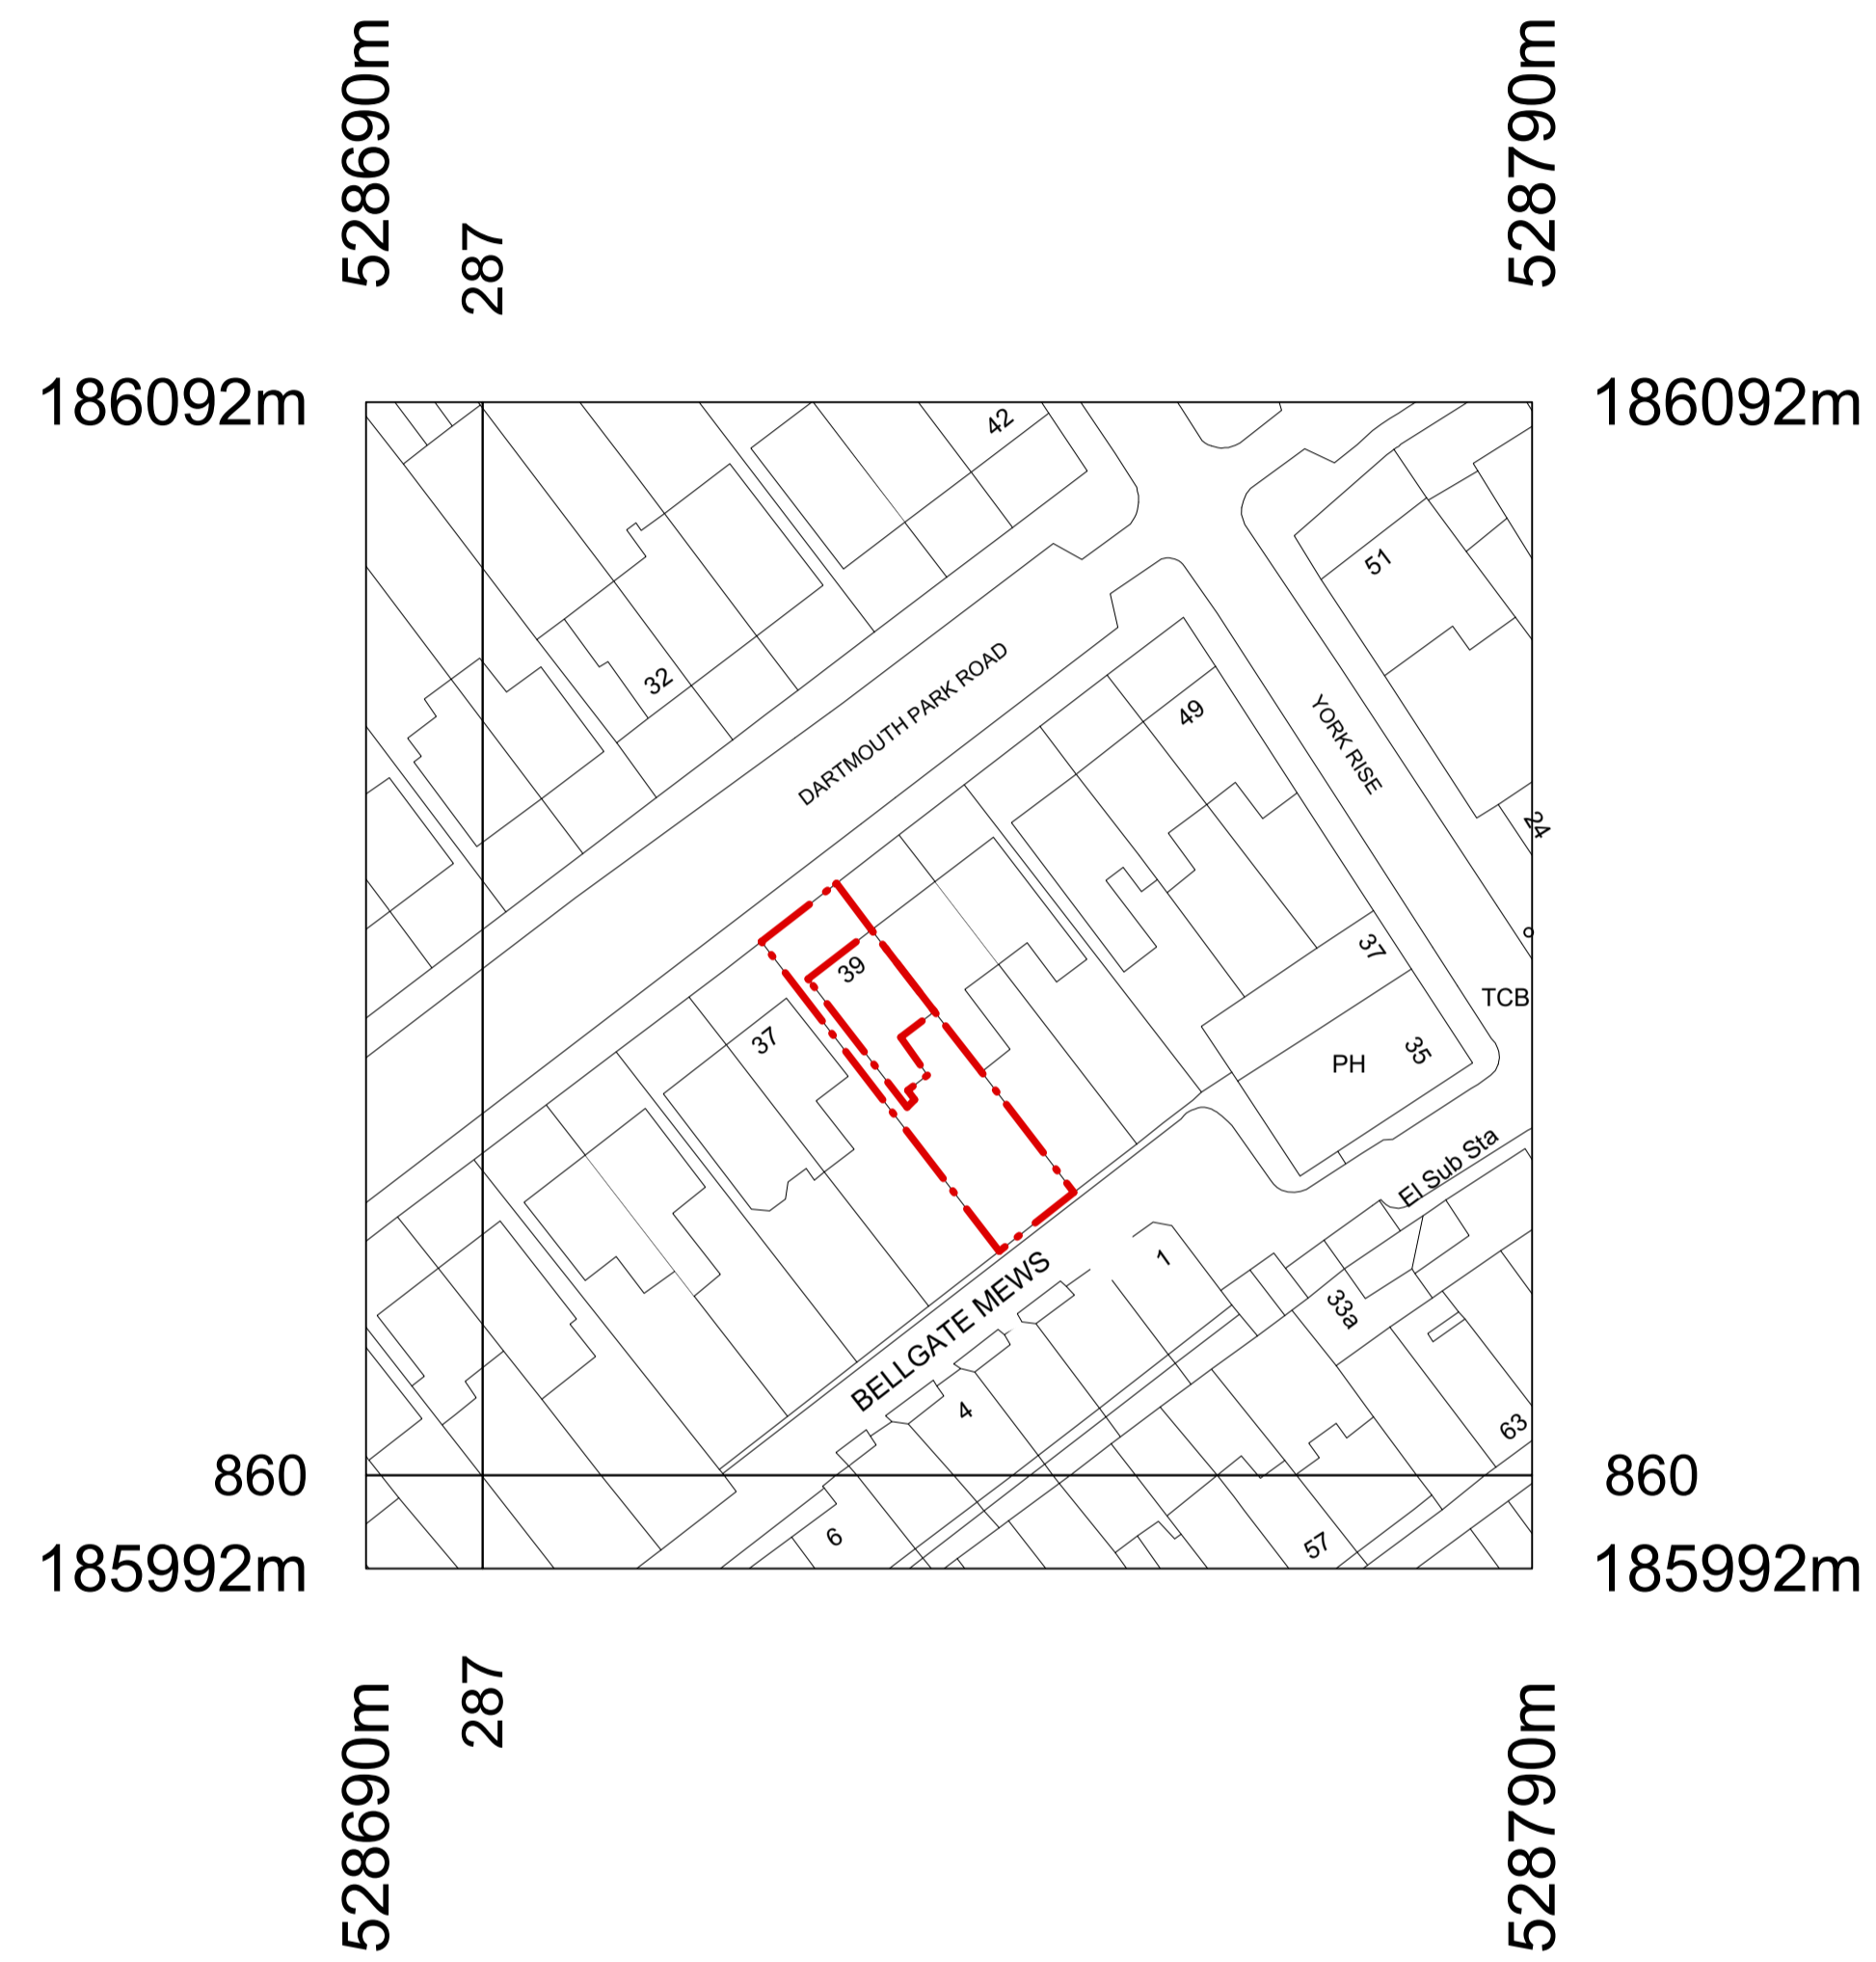 528690m
528790m
287
186092m
186092m
42
51
32
DARTMOUTH PARK ROAD
49
YORK RISE
24
39
37
37
TCB
35
PH
El Sub Sta
BELLGATE MEWS
1
33a
4
63
860
860
6
57
185992m
185992m
287
528690m
528790m